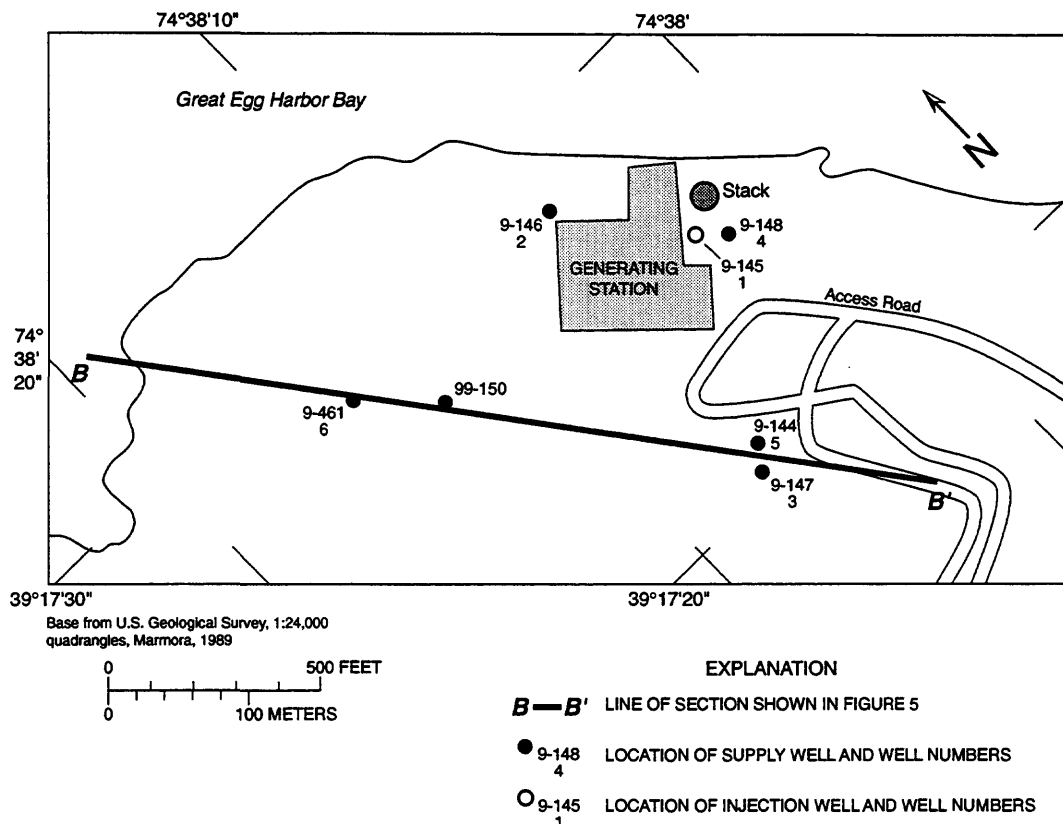 74°38'10"
74°38'
Great Egg Harbor Bay
N
Stack
9-146
2
9-148
4
9-145
1
GENERATING
STATION
Access Road
74°
38'
20"
B
99-150
9-461
6
9-144
5
9-147
3
B'
39°17'30"
39°17'20"
Base from U.S. Geological Survey, 1:24,000
quadrangles, Marmora, 1989
0 500 FEET
0 100 METERS
EXPLANATION
B — B' LINE OF SECTION SHOWN IN FIGURE 5
9-148
4
LOCATION OF SUPPLY WELL AND WELL NUMBERS
9-145
1
LOCATION OF INJECTION WELL AND WELL NUMBERS